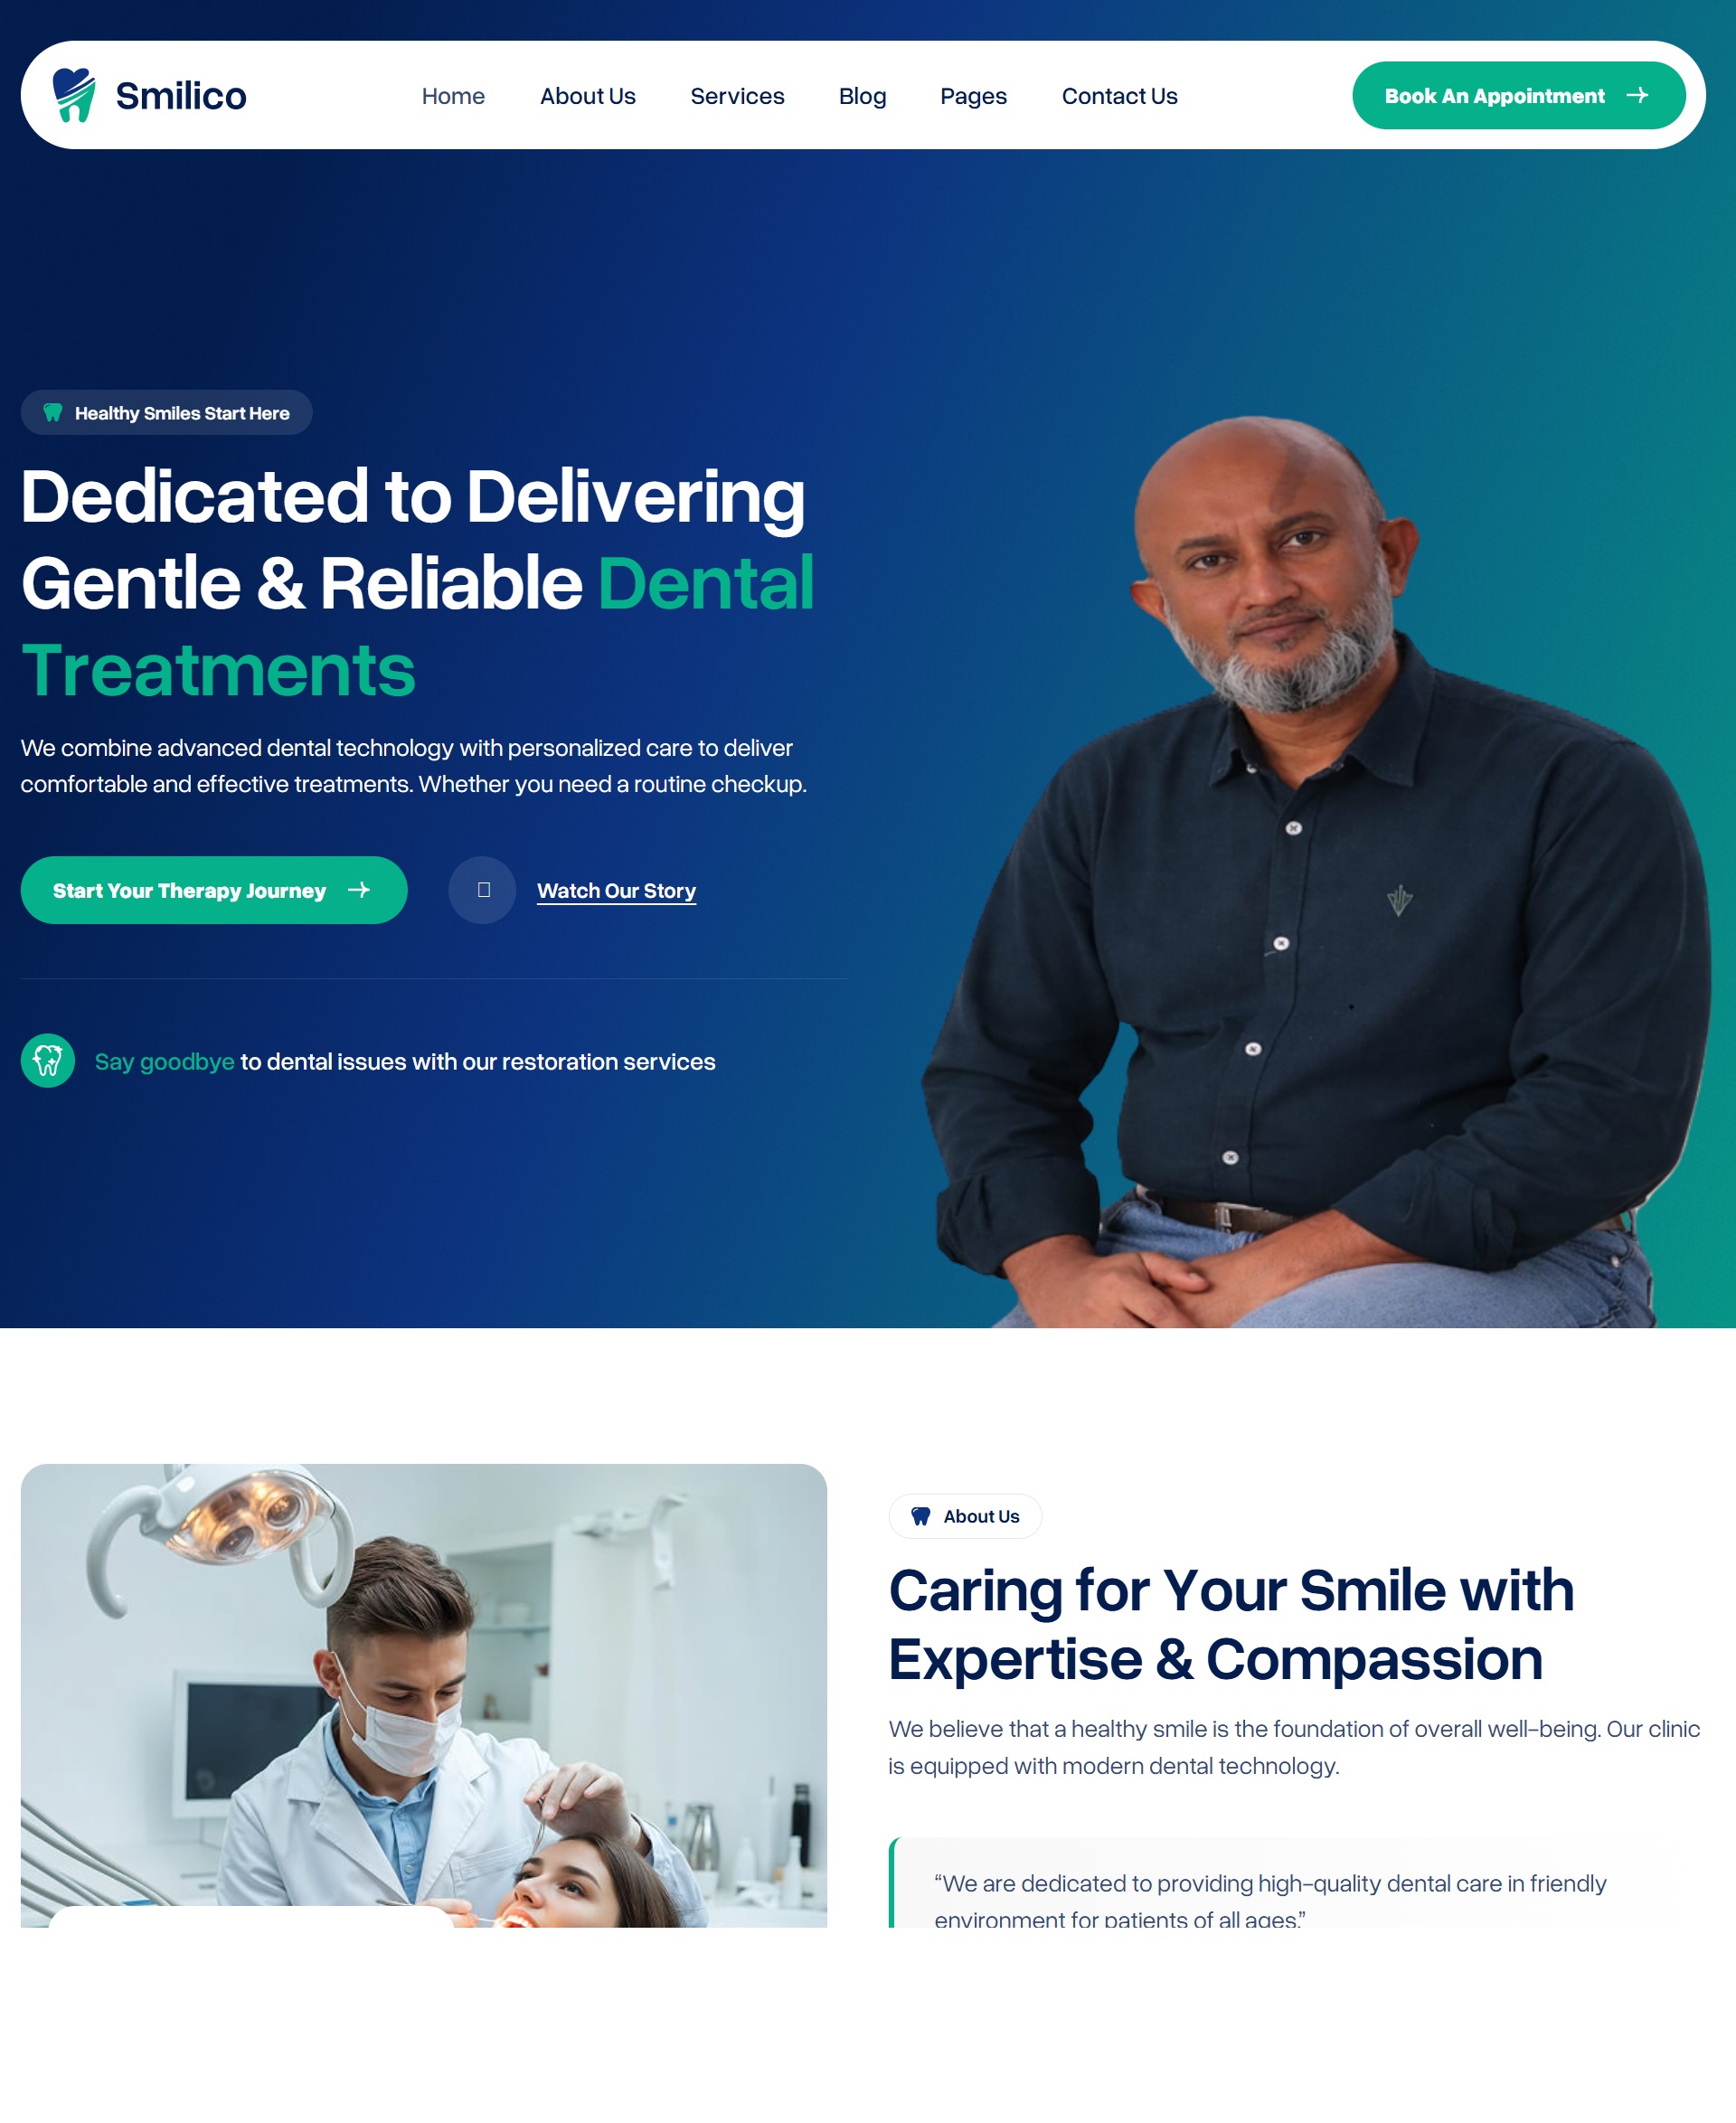 Smilico
Home
About Us
Services
Blog
Pages
Contact Us
Book An Appointment
Healthy Smiles Start Here
Dedicated to Delivering
Gentle & Reliable Dental
Treatments
We combine advanced dental technology with personalized care to deliver
comfortable and effective treatments. Whether you need a routine checkup.
Start Your Therapy Journey
Watch Our Story
Say goodbye to dental issues with our restoration services
About Us
Caring for Your Smile with
Expertise & Compassion
We believe that a healthy smile is the foundation of overall well-being. Our clinic
is equipped with modern dental technology.
“We are dedicated to providing high-quality dental care in friendly
environment for patients of all ages.”